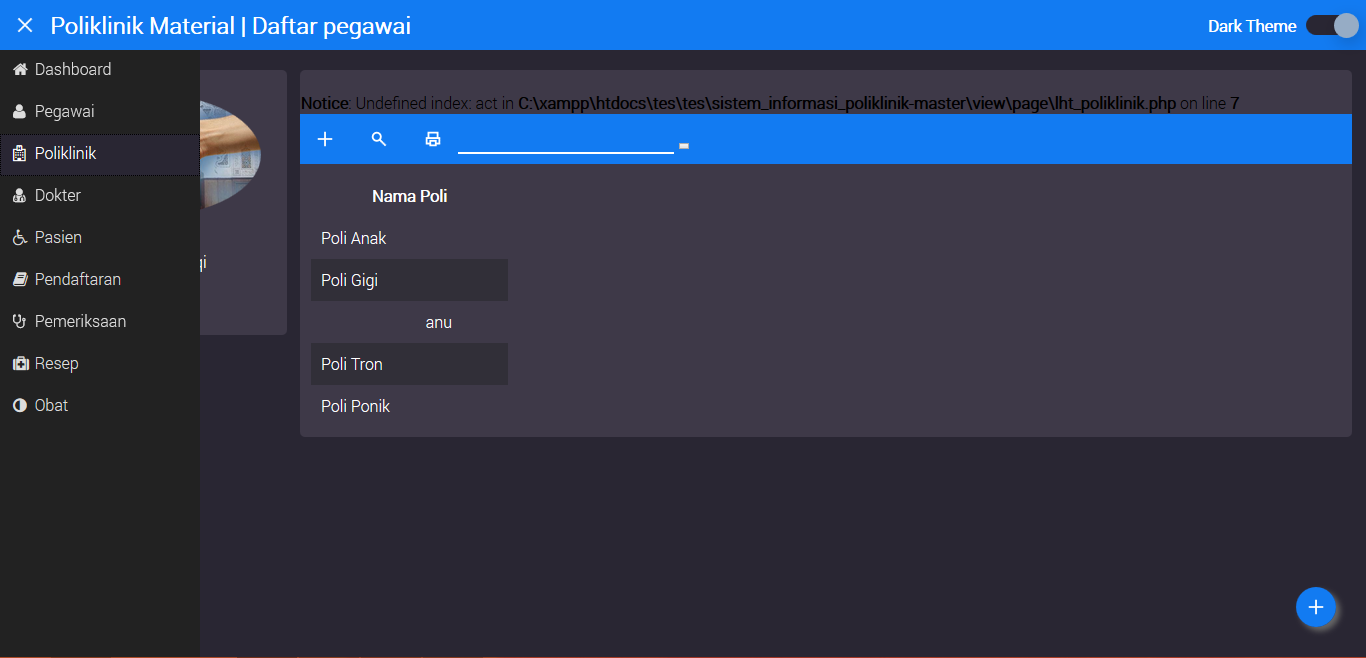 Poliklinik Material | Daftar pegawai
Dark Theme
Dashboard
Pegawai
Poliklinik
Dokter
Pasien
Pendaftaran
Pemeriksaan
Resep
Obat
Notice: Undefined index: act in C:\xampp\htdocs\tes\tes\sistem_informasi_poliklinik-master\view\page\lht_poliklinik.php on line 7
Nama Poli
Poli Anak
Poli Gigi
anu
Poli Tron
Poli Ponik